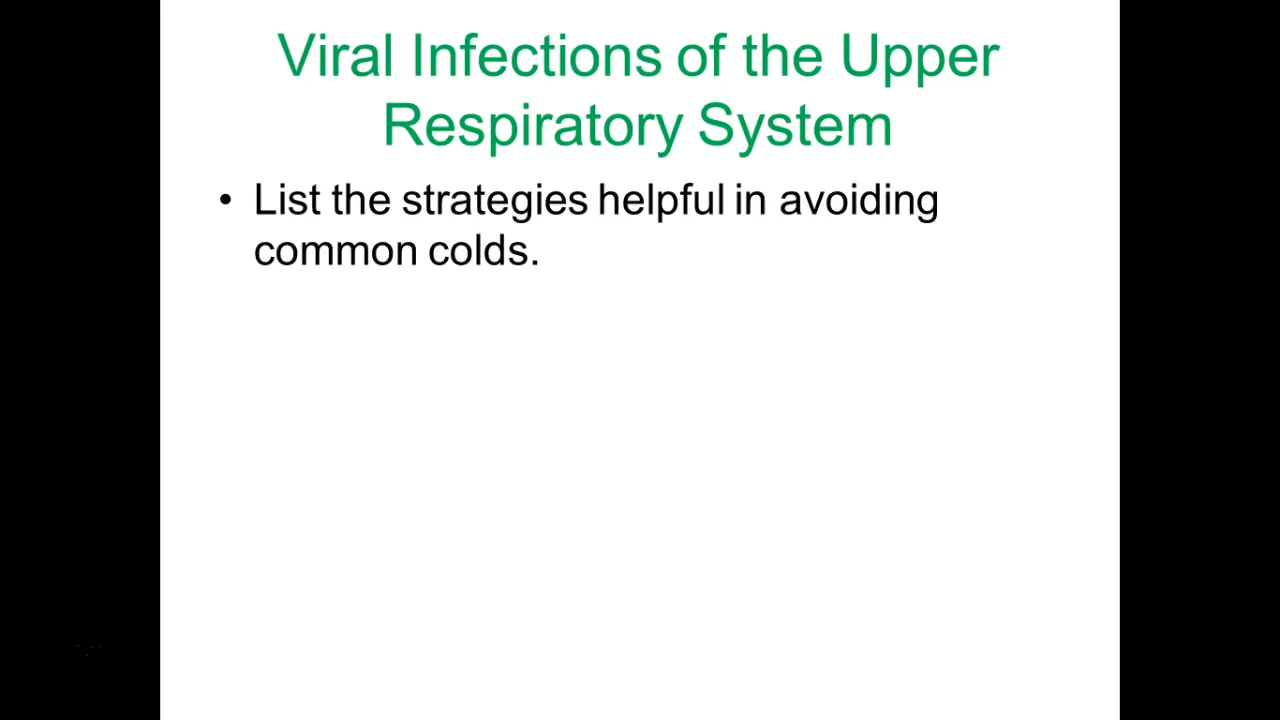 Viral Infections of the Upper
Respiratory System
• List the strategies helpful in avoiding
common colds.